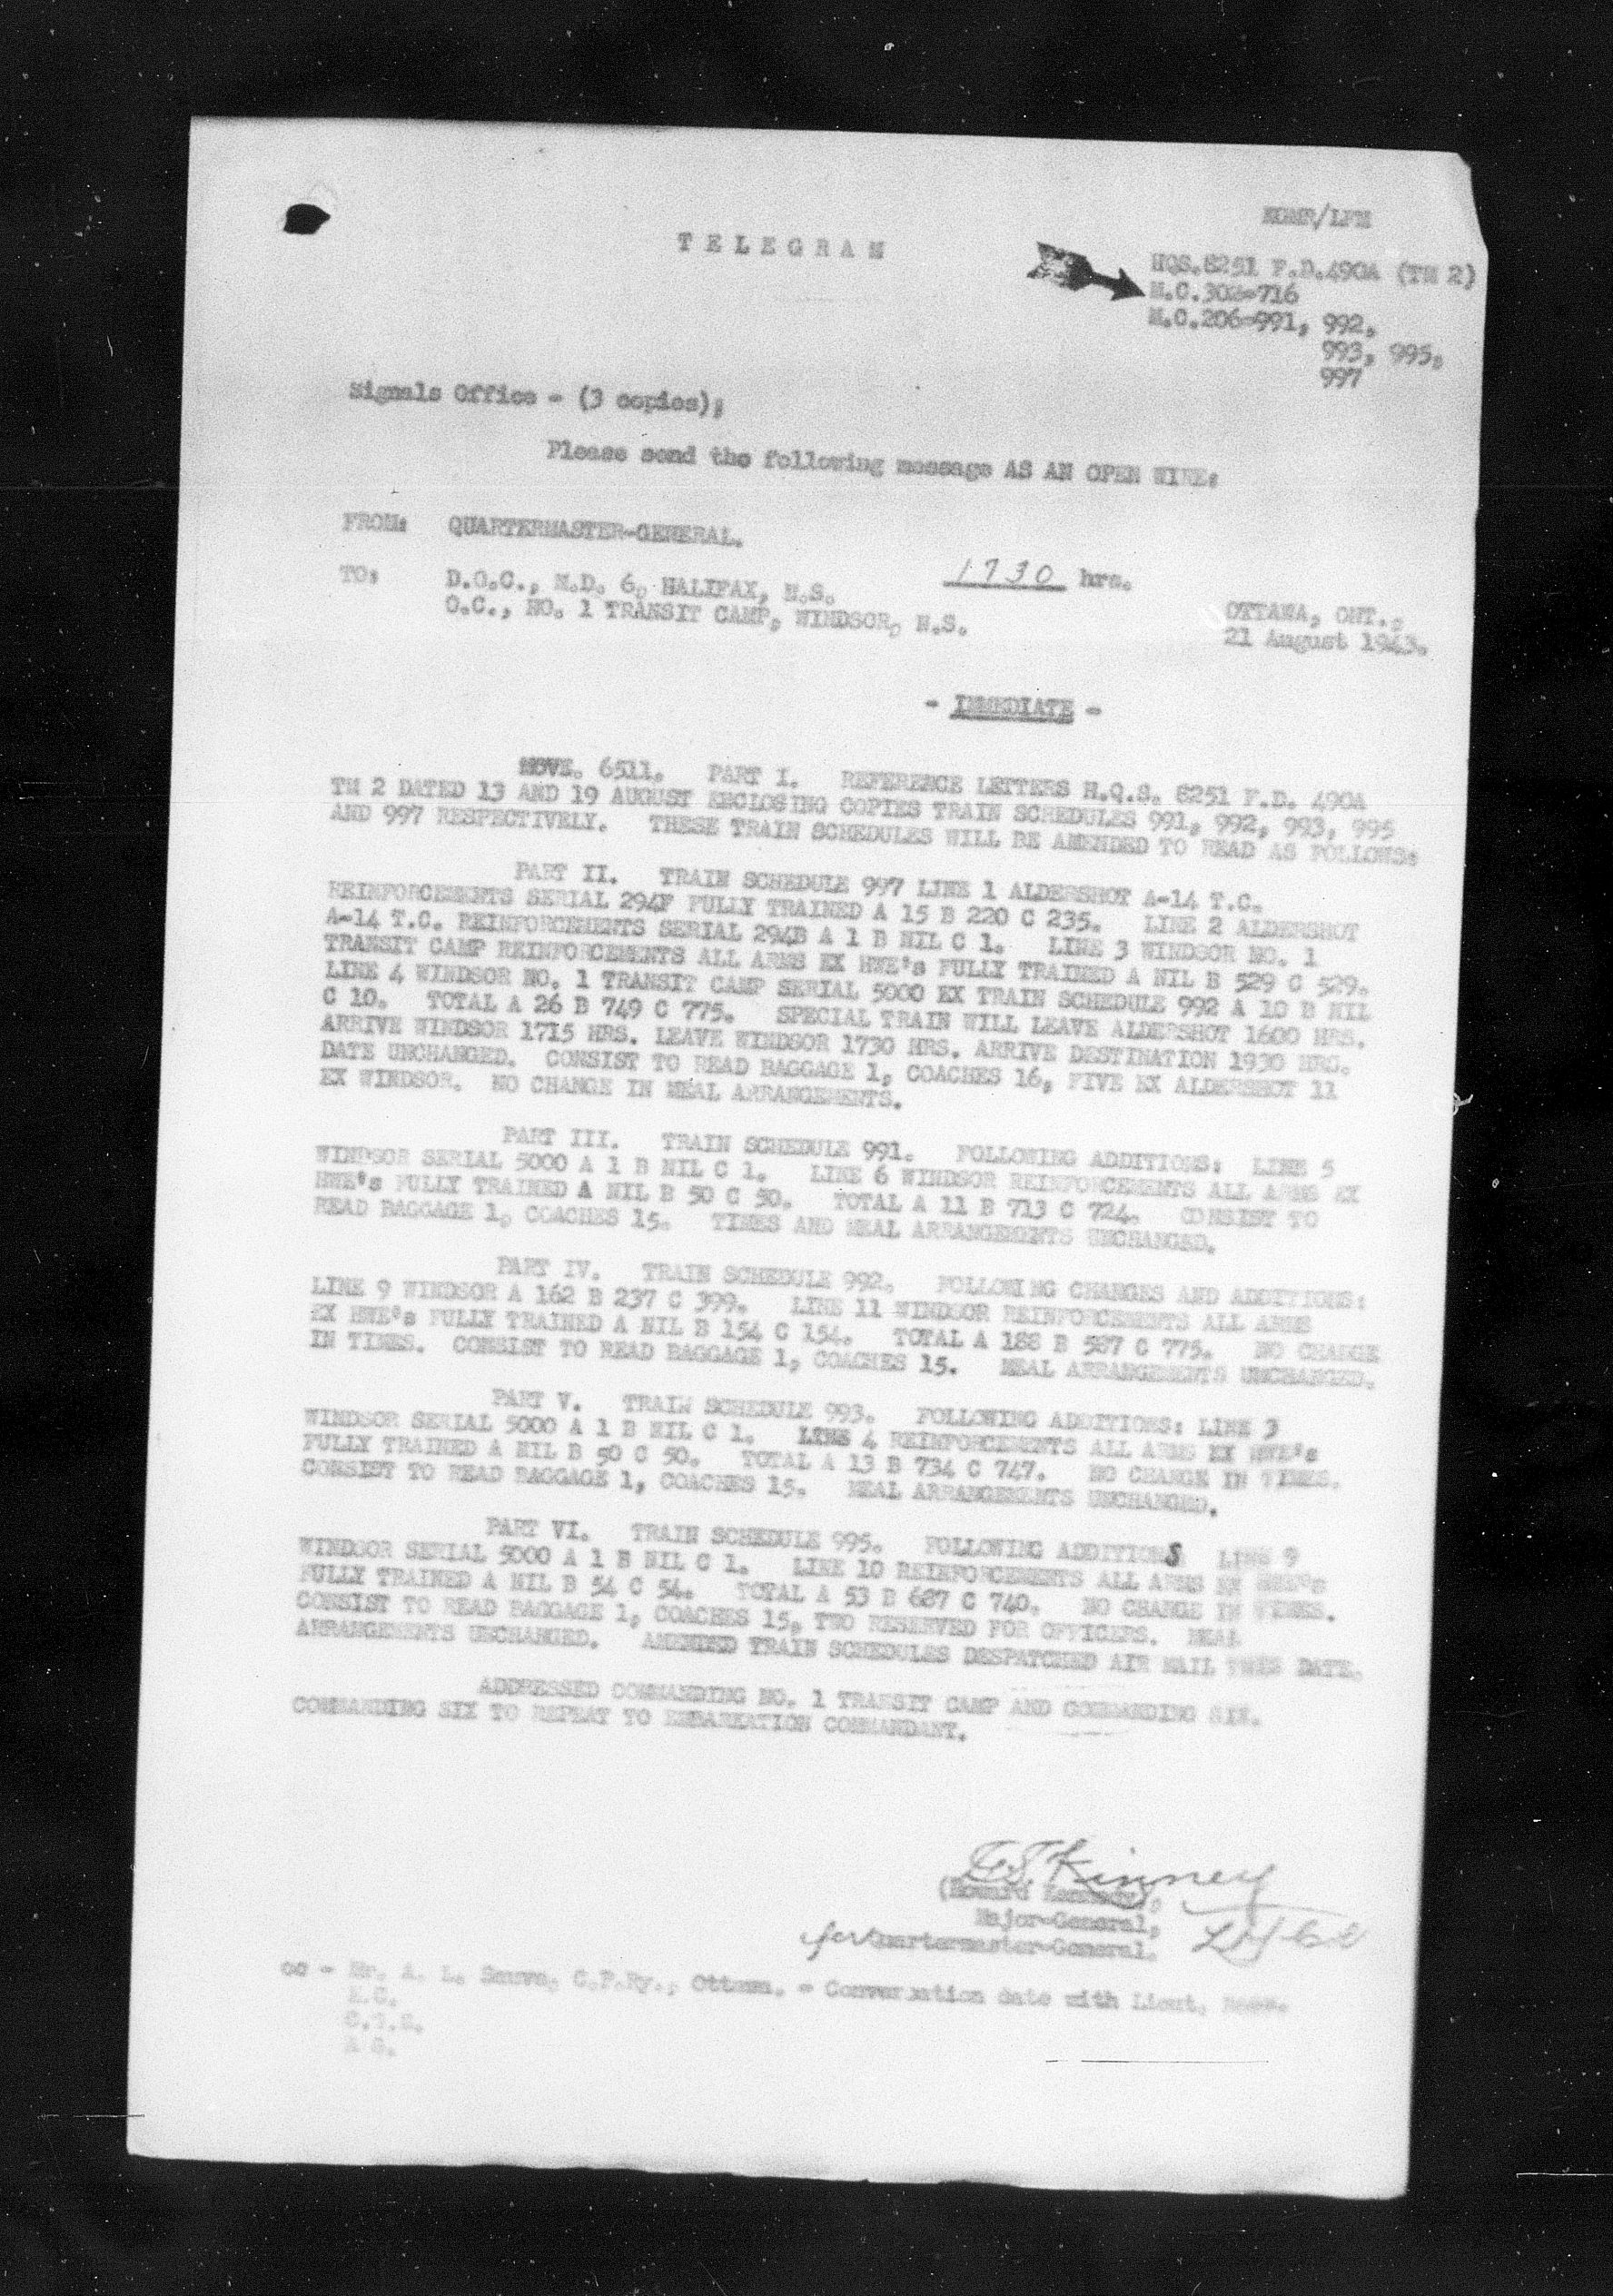 TELEGRAM
HQS.8251 F.D.490A (TM 2)
M.C.302-716
M.C.206-991, 992,
993, 995,
997
Signals Office - (3 copies);
Please send the following message AS AN OPEN WIRE:
FROM: QUARTERMASTER-GENERAL.
1730 hrs.
TO: D.O.C., M.D. 6, HALIFAX, N.S.
O.C., NO. 1 TRANSIT CAMP, WINDSOR, N.S.
OTTAWA, ONT.,
21 August 1943.
- IMMEDIATE -
MOVE. 6511. PART I. REFERENCE LETTERS H.Q.S. 8251 F.D. 490A
TM 2 DATED 13 AND 19 AUGUST ENCLOSING COPIES TRAIN SCHEDULES 991, 992, 993, 995
AND 997 RESPECTIVELY. THESE TRAIN SCHEDULES WILL BE AMENDED TO READ AS FOLLOWS:
PART II. TRAIN SCHEDULE 997 LINE 1 ALDERSHOT A-14 T.C.
REINFORCEMENTS SERIAL 294F FULLY TRAINED A 15 B 220 C 235. LINE 2 ALDERSHOT
A-14 T.C. REINFORCEMENTS SERIAL 294B A 1 B NIL C 1. LINE 3 WINDSOR NO. 1
TRANSIT CAMP REINFORCEMENTS ALL ARMS EX HWE's FULLY TRAINED A NIL B 529 C 529.
LINE 4 WINDSOR NO. 1 TRANSIT CAMP SERIAL 5000 EX TRAIN SCHEDULE 992 A 10 B NIL
C 10. TOTAL A 26 B 749 C 775. SPECIAL TRAIN WILL LEAVE ALDERSHOT 1600 HRS.
ARRIVE WINDSOR 1715 HRS. LEAVE WINDSOR 1730 HRS. ARRIVE DESTINATION 1930 HRS.
DATE UNCHANGED. CONSIST TO READ BAGGAGE 1, COACHES 16, FIVE EX ALDERSHOT 11
EX WINDSOR. NO CHANGE IN MEAL ARRANGEMENTS.
PART III. TRAIN SCHEDULE 991. FOLLOWING ADDITIONS: LINE 5
WINDSOR SERIAL 5000 A 1 B NIL C 1. LINE 6 WINDSOR REINFORCEMENTS ALL ARMS EX
HWE's FULLY TRAINED A NIL B 50 C 50. TOTAL A 11 B 713 C 724. CONSIST TO
READ BAGGAGE 1, COACHES 15. TIMES AND MEAL ARRANGEMENTS UNCHANGED.
PART IV. TRAIN SCHEDULE 992. FOLLOWING CHANGES AND ADDITIONS:
LINE 9 WINDSOR A 162 B 237 C 399. LINE 11 WINDSOR REINFORCEMENTS ALL ARMS
EX HWE's FULLY TRAINED A NIL B 154 C 154. TOTAL A 188 B 587 C 775. NO CHANGE
IN TIMES. CONSIST TO READ BAGGAGE 1, COACHES 15. MEAL ARRANGEMENTS UNCHANGED.
PART V. TRAIN SCHEDULE 993. FOLLOWING ADDITIONS: LINE 3
WINDSOR SERIAL 5000 A 1 B NIL C 1. LINE 4 REINFORCEMENTS ALL ARMS EX HWE's
FULLY TRAINED A NIL B 50 C 50. TOTAL A 13 B 734 C 747. NO CHANGE IN TIMES.
CONSIST TO READ BAGGAGE 1, COACHES 15. MEAL ARRANGEMENTS UNCHANGED.
PART VI. TRAIN SCHEDULE 995. FOLLOWING ADDITIONS LINE 9
WINDSOR SERIAL 5000 A 1 B NIL C 1. LINE 10 REINFORCEMENTS ALL ARMS EX HWE's
FULLY TRAINED A NIL B 54 C 54. TOTAL A 53 B 687 C 740. NO CHANGE IN TIMES.
CONSIST TO READ BAGGAGE 1, COACHES 15, TWO RESERVED FOR OFFICERS. MEAL
ARRANGEMENTS UNCHANGED. AMENDED TRAIN SCHEDULES DESPATCHED AIR MAIL THIS DATE.
ADDRESSED COMMANDING NO. 1 TRANSIT CAMP AND COMMANDING SIX.
COMMANDING SIX TO REPEAT TO EMBARKATION COMMANDANT.
Kinney
(Howard Kennedy),
Major-General,
for Quartermaster-General.
cc - Mr. A. L. Sauve, C.P.Ry., Ottawa. - Conversation date with Lieut.